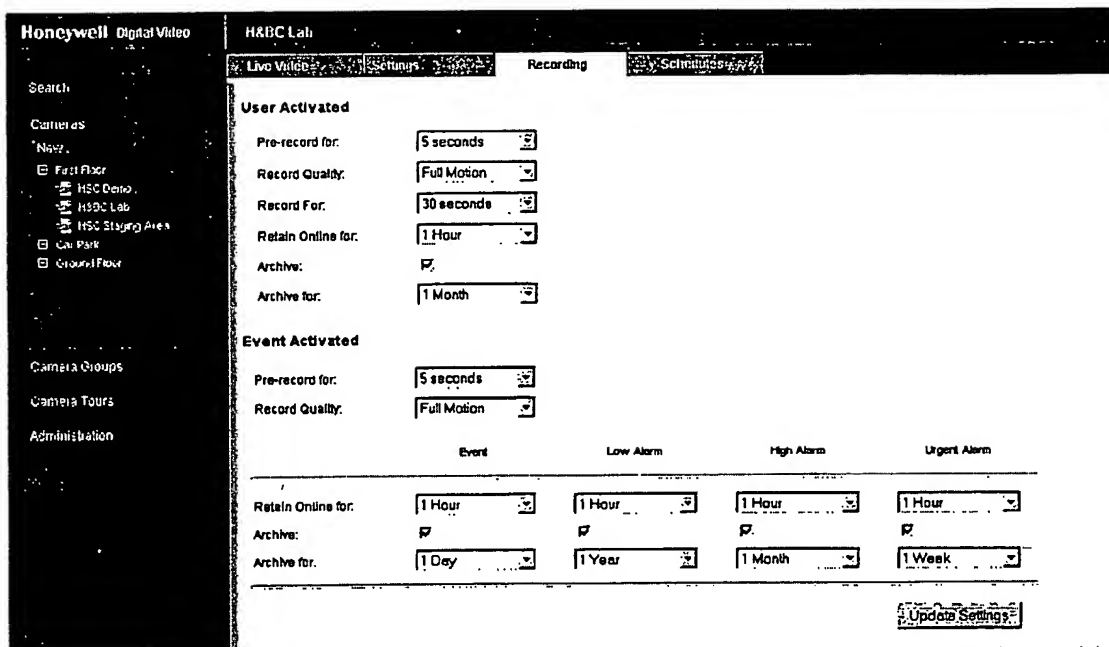 Honeywell Digital Video
H&BC Lab
Live Video
Settings
Recording
Schedules
Search
Cameras
New
First Floor
HSC Demo
H&BC Lab
HSC Staging Area
Car Park
Ground Floor
Camera Groups
Camera Tours
Administration
User Activated
Pre-record for: 5 seconds
Record Quality: Full Motion
Record For: 30 seconds
Retain Online for: 1 Hour
Archive:
Archive for: 1 Month
Event Activated
Pre-record for: 5 seconds
Record Quality: Full Motion
Event Low Alarm High Alarm Urgent Alarm
Retain Online for: 1 Hour 1 Hour 1 Hour 1 Hour
Archive:
Archive for. 1 Day 1 Year 1 Month 1 Week
Update Settings